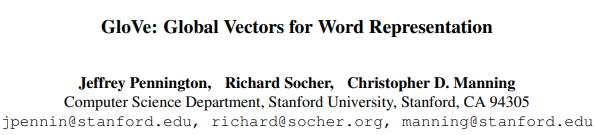 GloVe: Global Vectors for Word Representation
Jeffrey Pennington, Richard Socher, Christopher D. Manning
Computer Science Department, Stanford University, Stanford, CA 94305
jpennin@stanford.edu, richard@socher.org, manning@stanford.edu